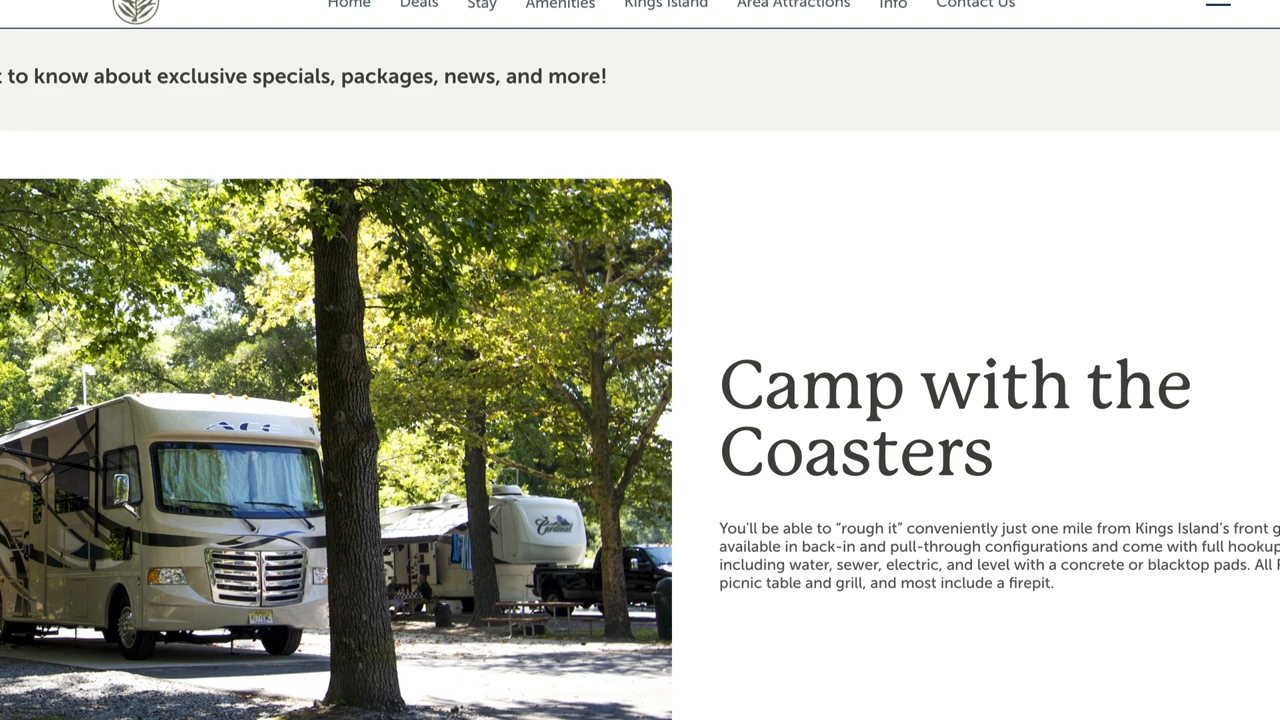 Home Deals Stay Amenities Kings Island Area Attractions Info Contact Us
to know about exclusive specials, packages, news, and more!
ACE
Cardinal
Camp with the
Coasters
You'll be able to “rough it” conveniently just one mile from Kings Island’s front
available in back-in and pull-through configurations and come with full hookup
including water, sewer, electric, and level with a concrete or blacktop pads. All
picnic table and grill, and most include a firepit.